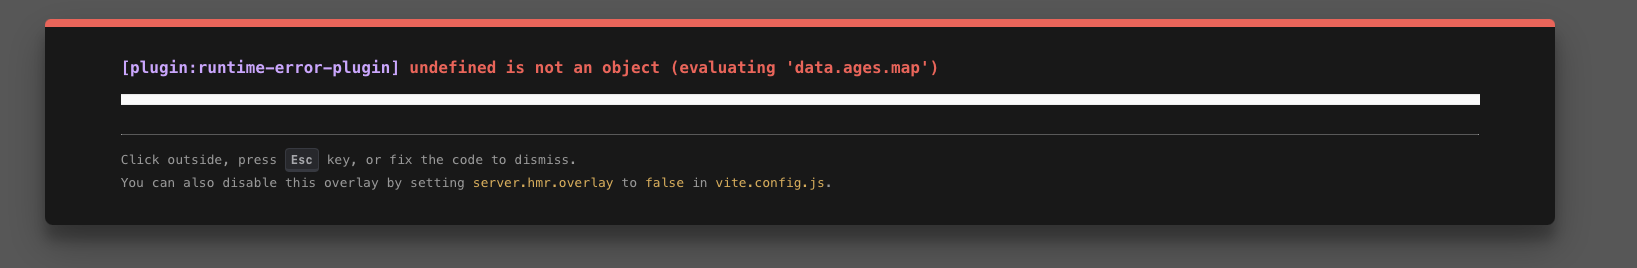 [plugin:runtime-error-plugin] undefined is not an object (evaluating 'data.ages.map')
Click outside, press Esc key, or fix the code to dismiss.
You can also disable this overlay by setting server.hmr.overlay to false in vite.config.js.